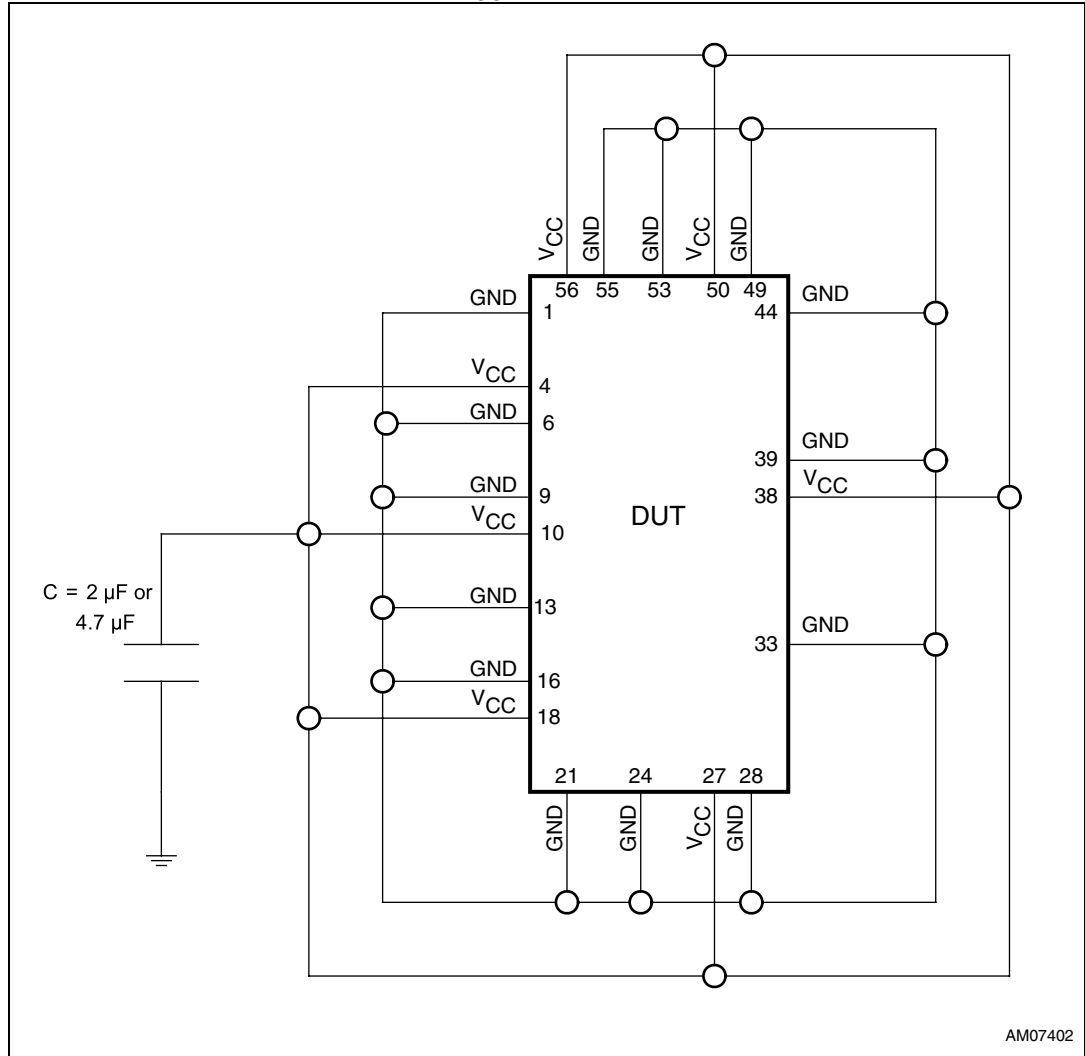 VCC
GND
GND
VCC
GND
56 55 53 50 49
GND
1
44
GND
VCC
4
GND
6
39
GND
GND
9
38
VCC
VCC
10
DUT
C = 2 µF or
4.7 µF
GND
13
33
GND
GND
16
VCC
18
21 24 27 28
GND
GND
VCC
GND
AM07402